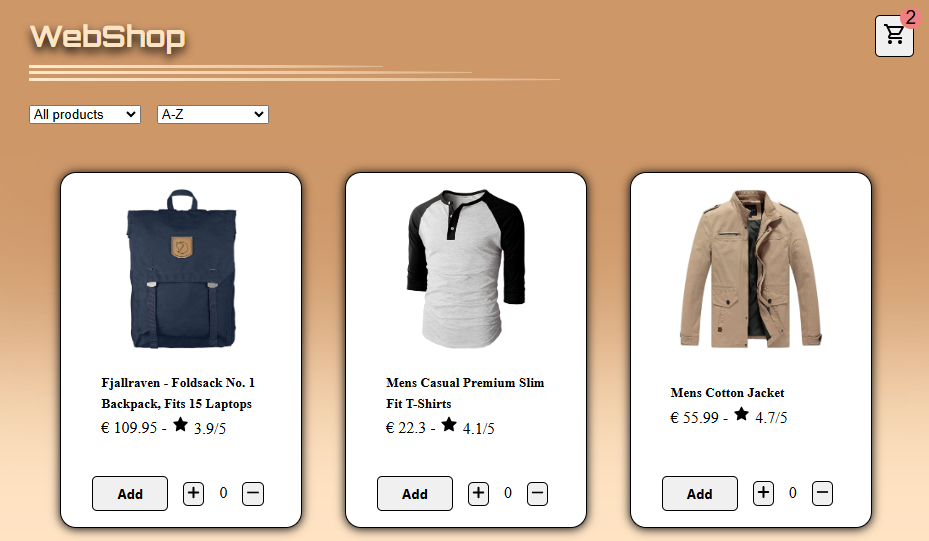 WebShop
2
All products
A-Z
Fjallraven - Foldsack No. 1
Backpack, Fits 15 Laptops
€ 109.95 - ★ 3.9/5
Add + 0 −
Mens Casual Premium Slim
Fit T-Shirts
€ 22.3 - ★ 4.1/5
Add + 0 −
Mens Cotton Jacket
€ 55.99 - ★ 4.7/5
Add + 0 −